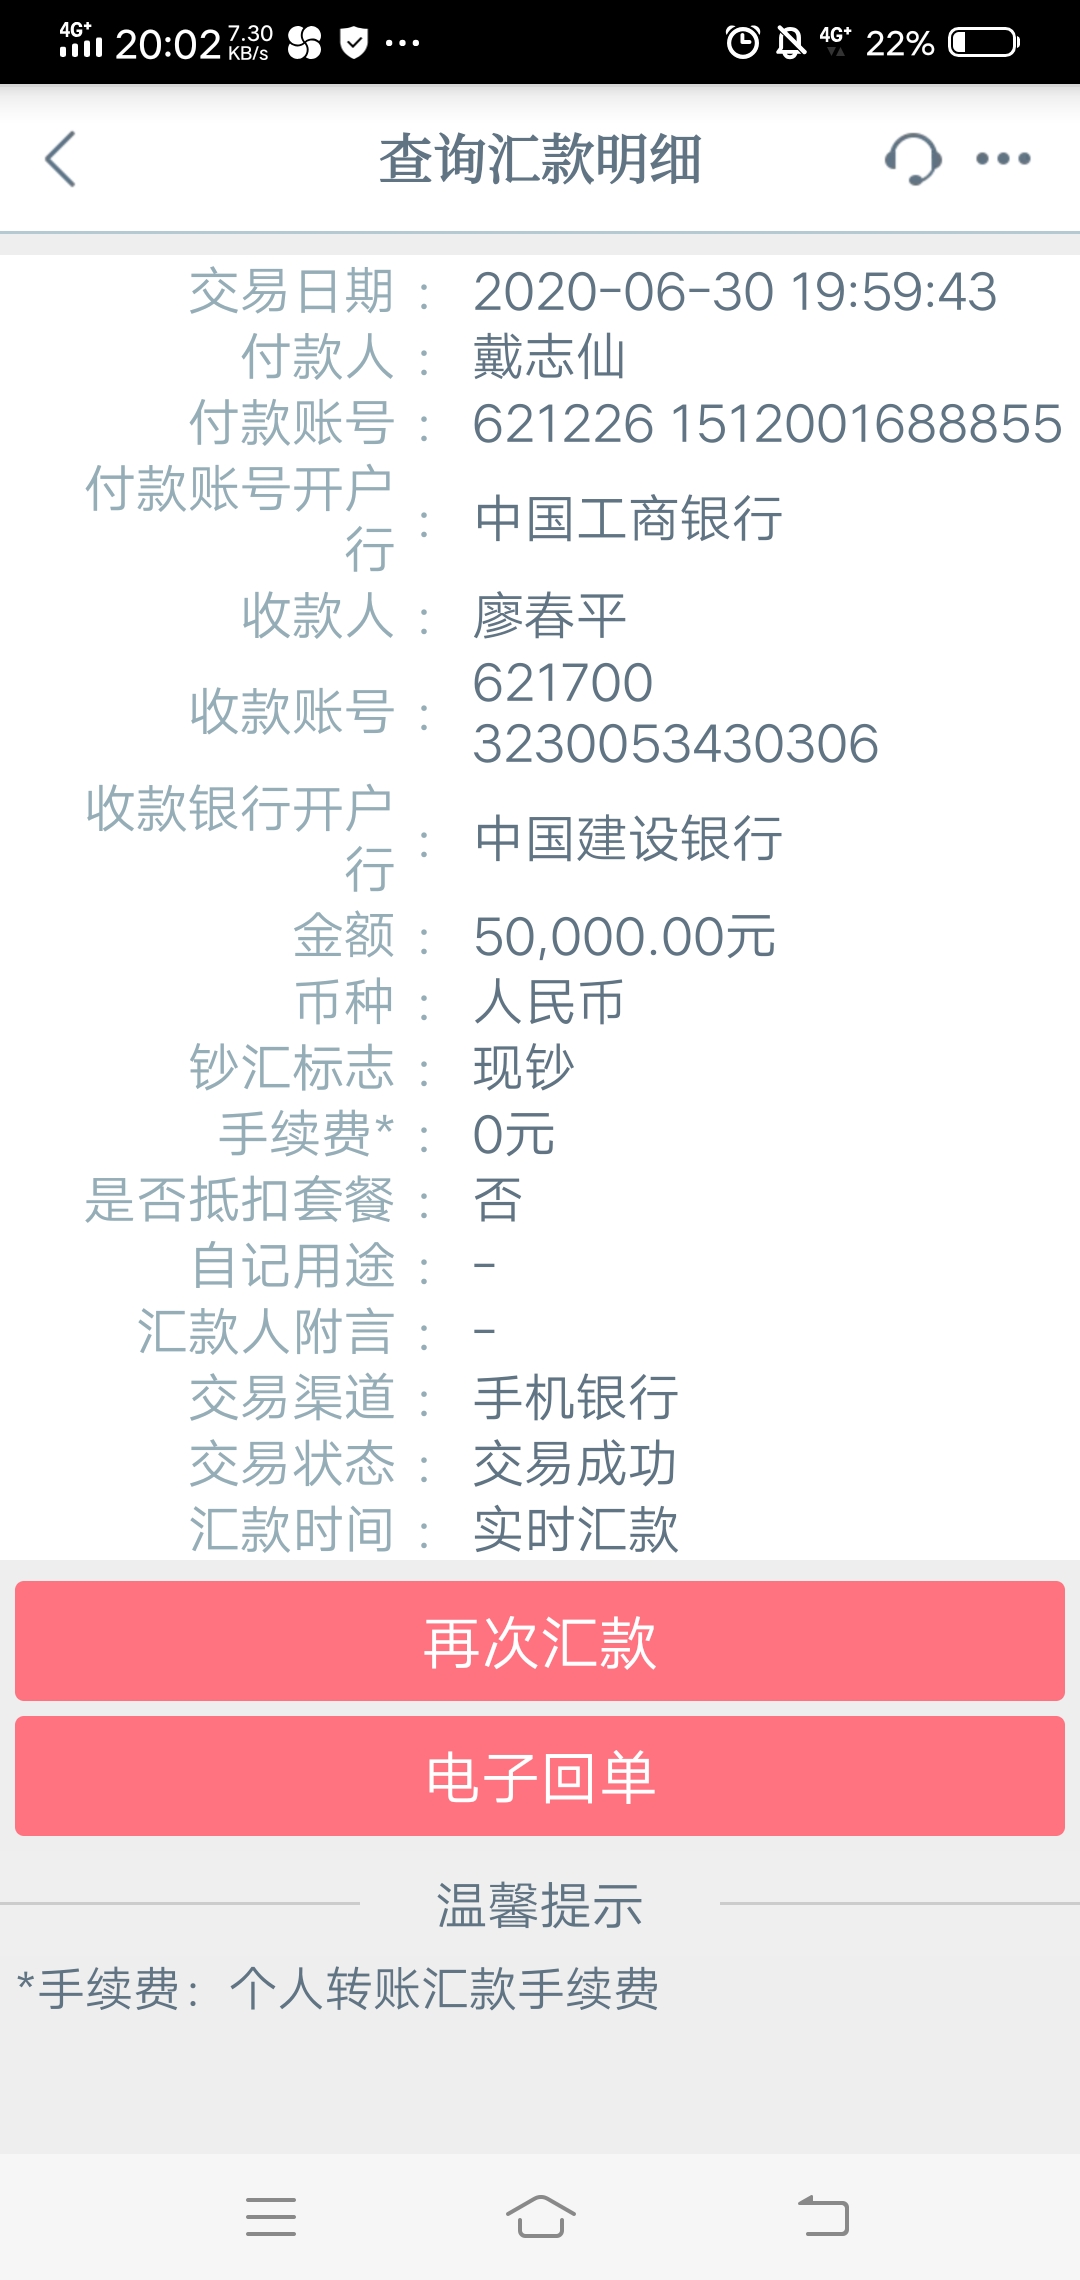 4G+ 20:02 7.30 KB/s ... 4G+ 22%
查询汇款明细
交易日期 : 2020-06-30 19:59:43
付款人 : 戴志仙
付款账号 : 621226 1512001688855
付款账号开户
行 : 中国工商银行
收款人 : 廖春平
收款账号 : 621700
3230053430306
收款银行开户
行 : 中国建设银行
金额 : 50,000.00元
币种 : 人民币
钞汇标志 : 现钞
手续费* : 0元
是否抵扣套餐 : 否
自记用途 : -
汇款人附言 : -
交易渠道 : 手机银行
交易状态 : 交易成功
汇款时间 : 实时汇款
再次汇款
电子回单
温馨提示
*手续费：个人转账汇款手续费